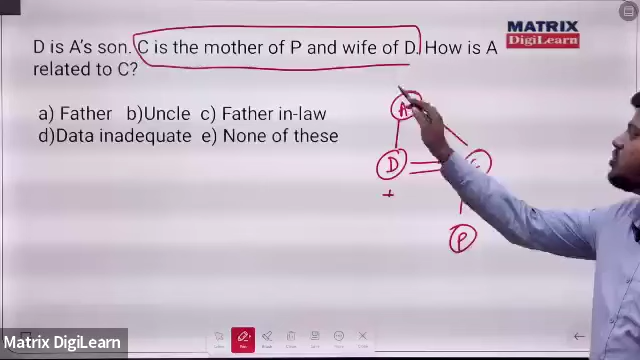 MATRIX
DigiLearn
D is A's son. C is the mother of P and wife of D. How is A
related to C?
a) Father b)Uncle c) Father in-law
d)Data inadequate e) None of these
A
D
+
P
Matrix DigiLearn